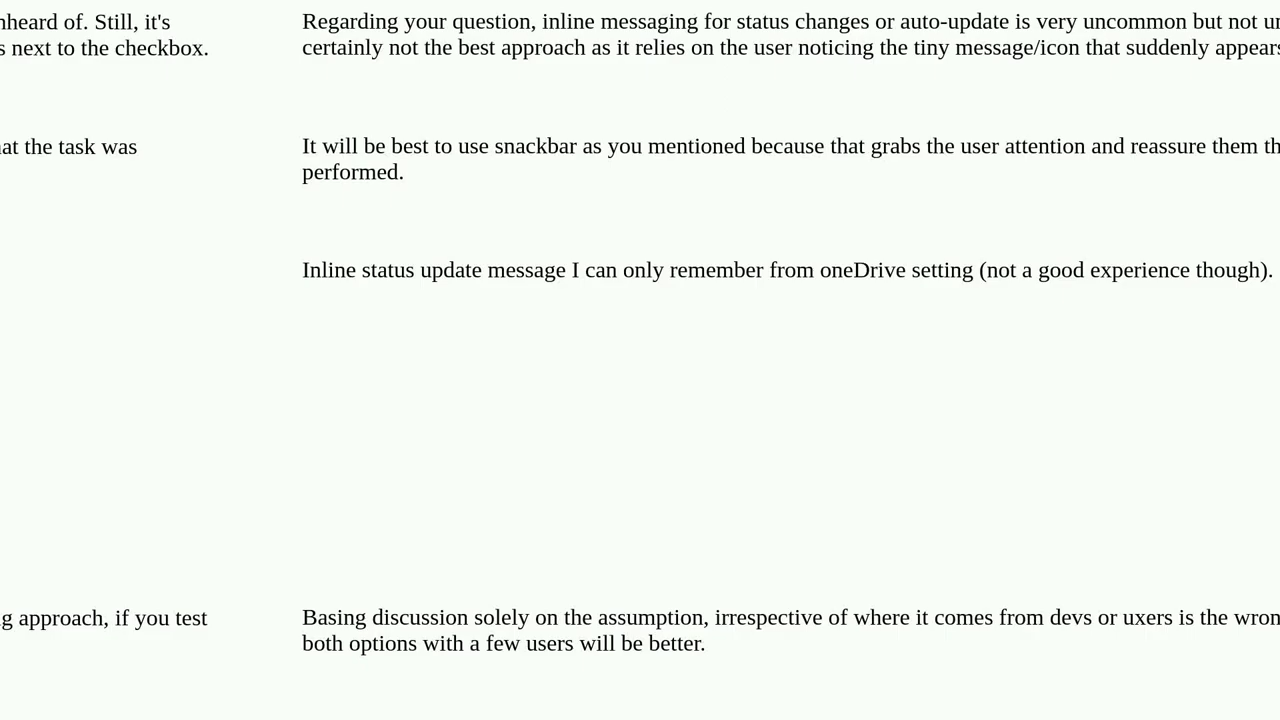 nheard of. Still, it's
s next to the checkbox.
hat the task was
g approach, if you test
Regarding your question, inline messaging for status changes or auto-update is very uncommon but not un
certainly not the best approach as it relies on the user noticing the tiny message/icon that suddenly appears
It will be best to use snackbar as you mentioned because that grabs the user attention and reassure them th
performed.
Inline status update message I can only remember from oneDrive setting (not a good experience though).
Basing discussion solely on the assumption, irrespective of where it comes from devs or uxers is the wron
both options with a few users will be better.